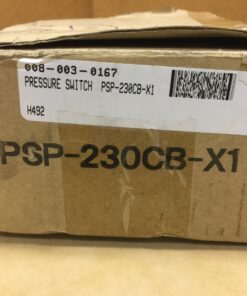 008-003-0167
PRESSURE SWITCH PSP-230CB-X1
H492
PSP-230CB-X1